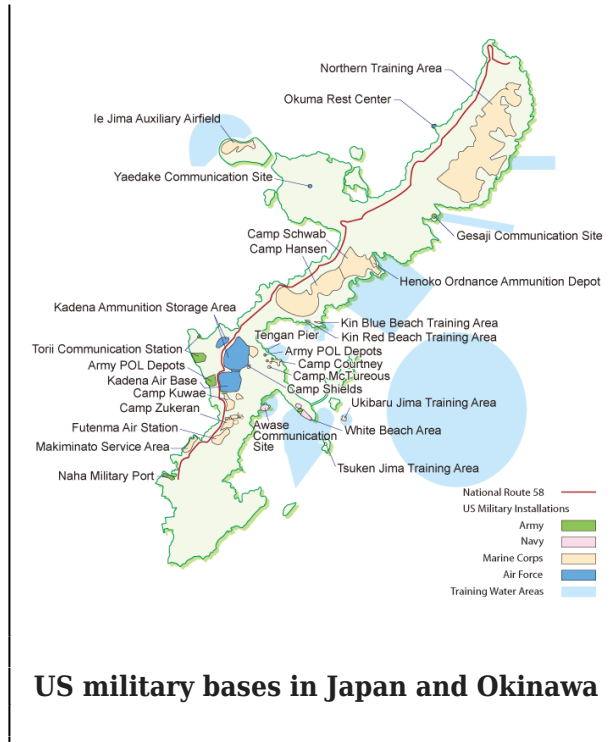 Northern Training Area
Okuma Rest Center
Ie Jima Auxiliary Airfield
Yaedake Communication Site
Camp Schwab
Camp Hansen
Gesaji Communication Site
Henoko Ordnance Ammunition Depot
Kadena Ammunition Storage Area
Kin Blue Beach Training Area
Kin Red Beach Training Area
Tengan Pier
Torii Communication Station
Army POL Depots
Army POL Depots
Camp Courtney
Kadena Air Base
Camp McTureous
Camp Kuwae
Camp Shields
Camp Zukeran
Ukibaru Jima Training Area
Futenma Air Station
Awase
Communication
Site
White Beach Area
Makiminato Service Area
Tsuken Jima Training Area
Naha Military Port
National Route 58
US Military Installations
Army
Navy
Marine Corps
Air Force
Training Water Areas
US military bases in Japan and Okinawa